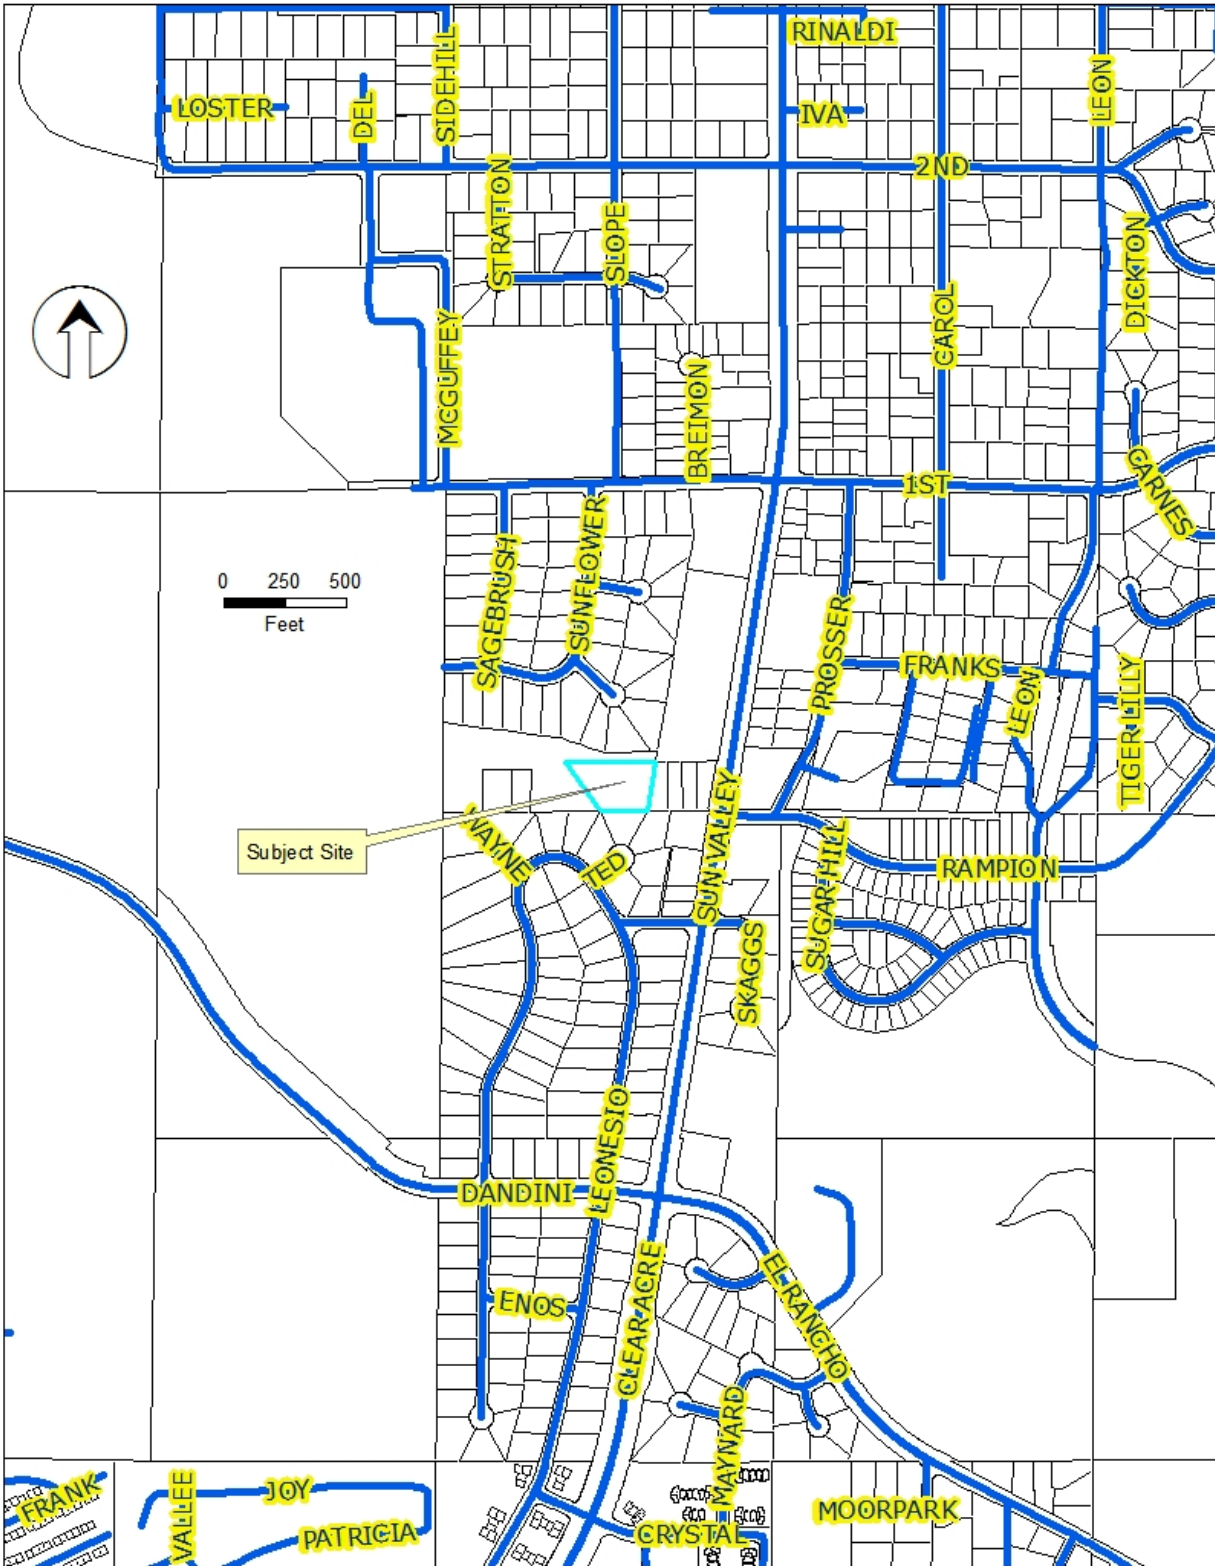 RINALDI
LOSTER
DEL
SIDEHILL
IVA
LEON
2ND
STRATTON
SLOPE
DICKTON
CAROL
MCGUFFEY
BREIMON
1ST
CARNES
0 250 500
Feet
SAGEBRUSH
SUNFLOWER
PROSSER
FRANKS
LEON
TIGER LILLY
Subject Site
WAYNE
TED
SUN VALLEY
SUGAR HILL
RAMPION
SKAGGS
LEONESIO
DANDINI
ENOS
CLEAR ACRE
EL RANCHO
MAYNARD
FRANK
VALLEE
JOY
PATRICIA
CRYSTAL
MOORPARK